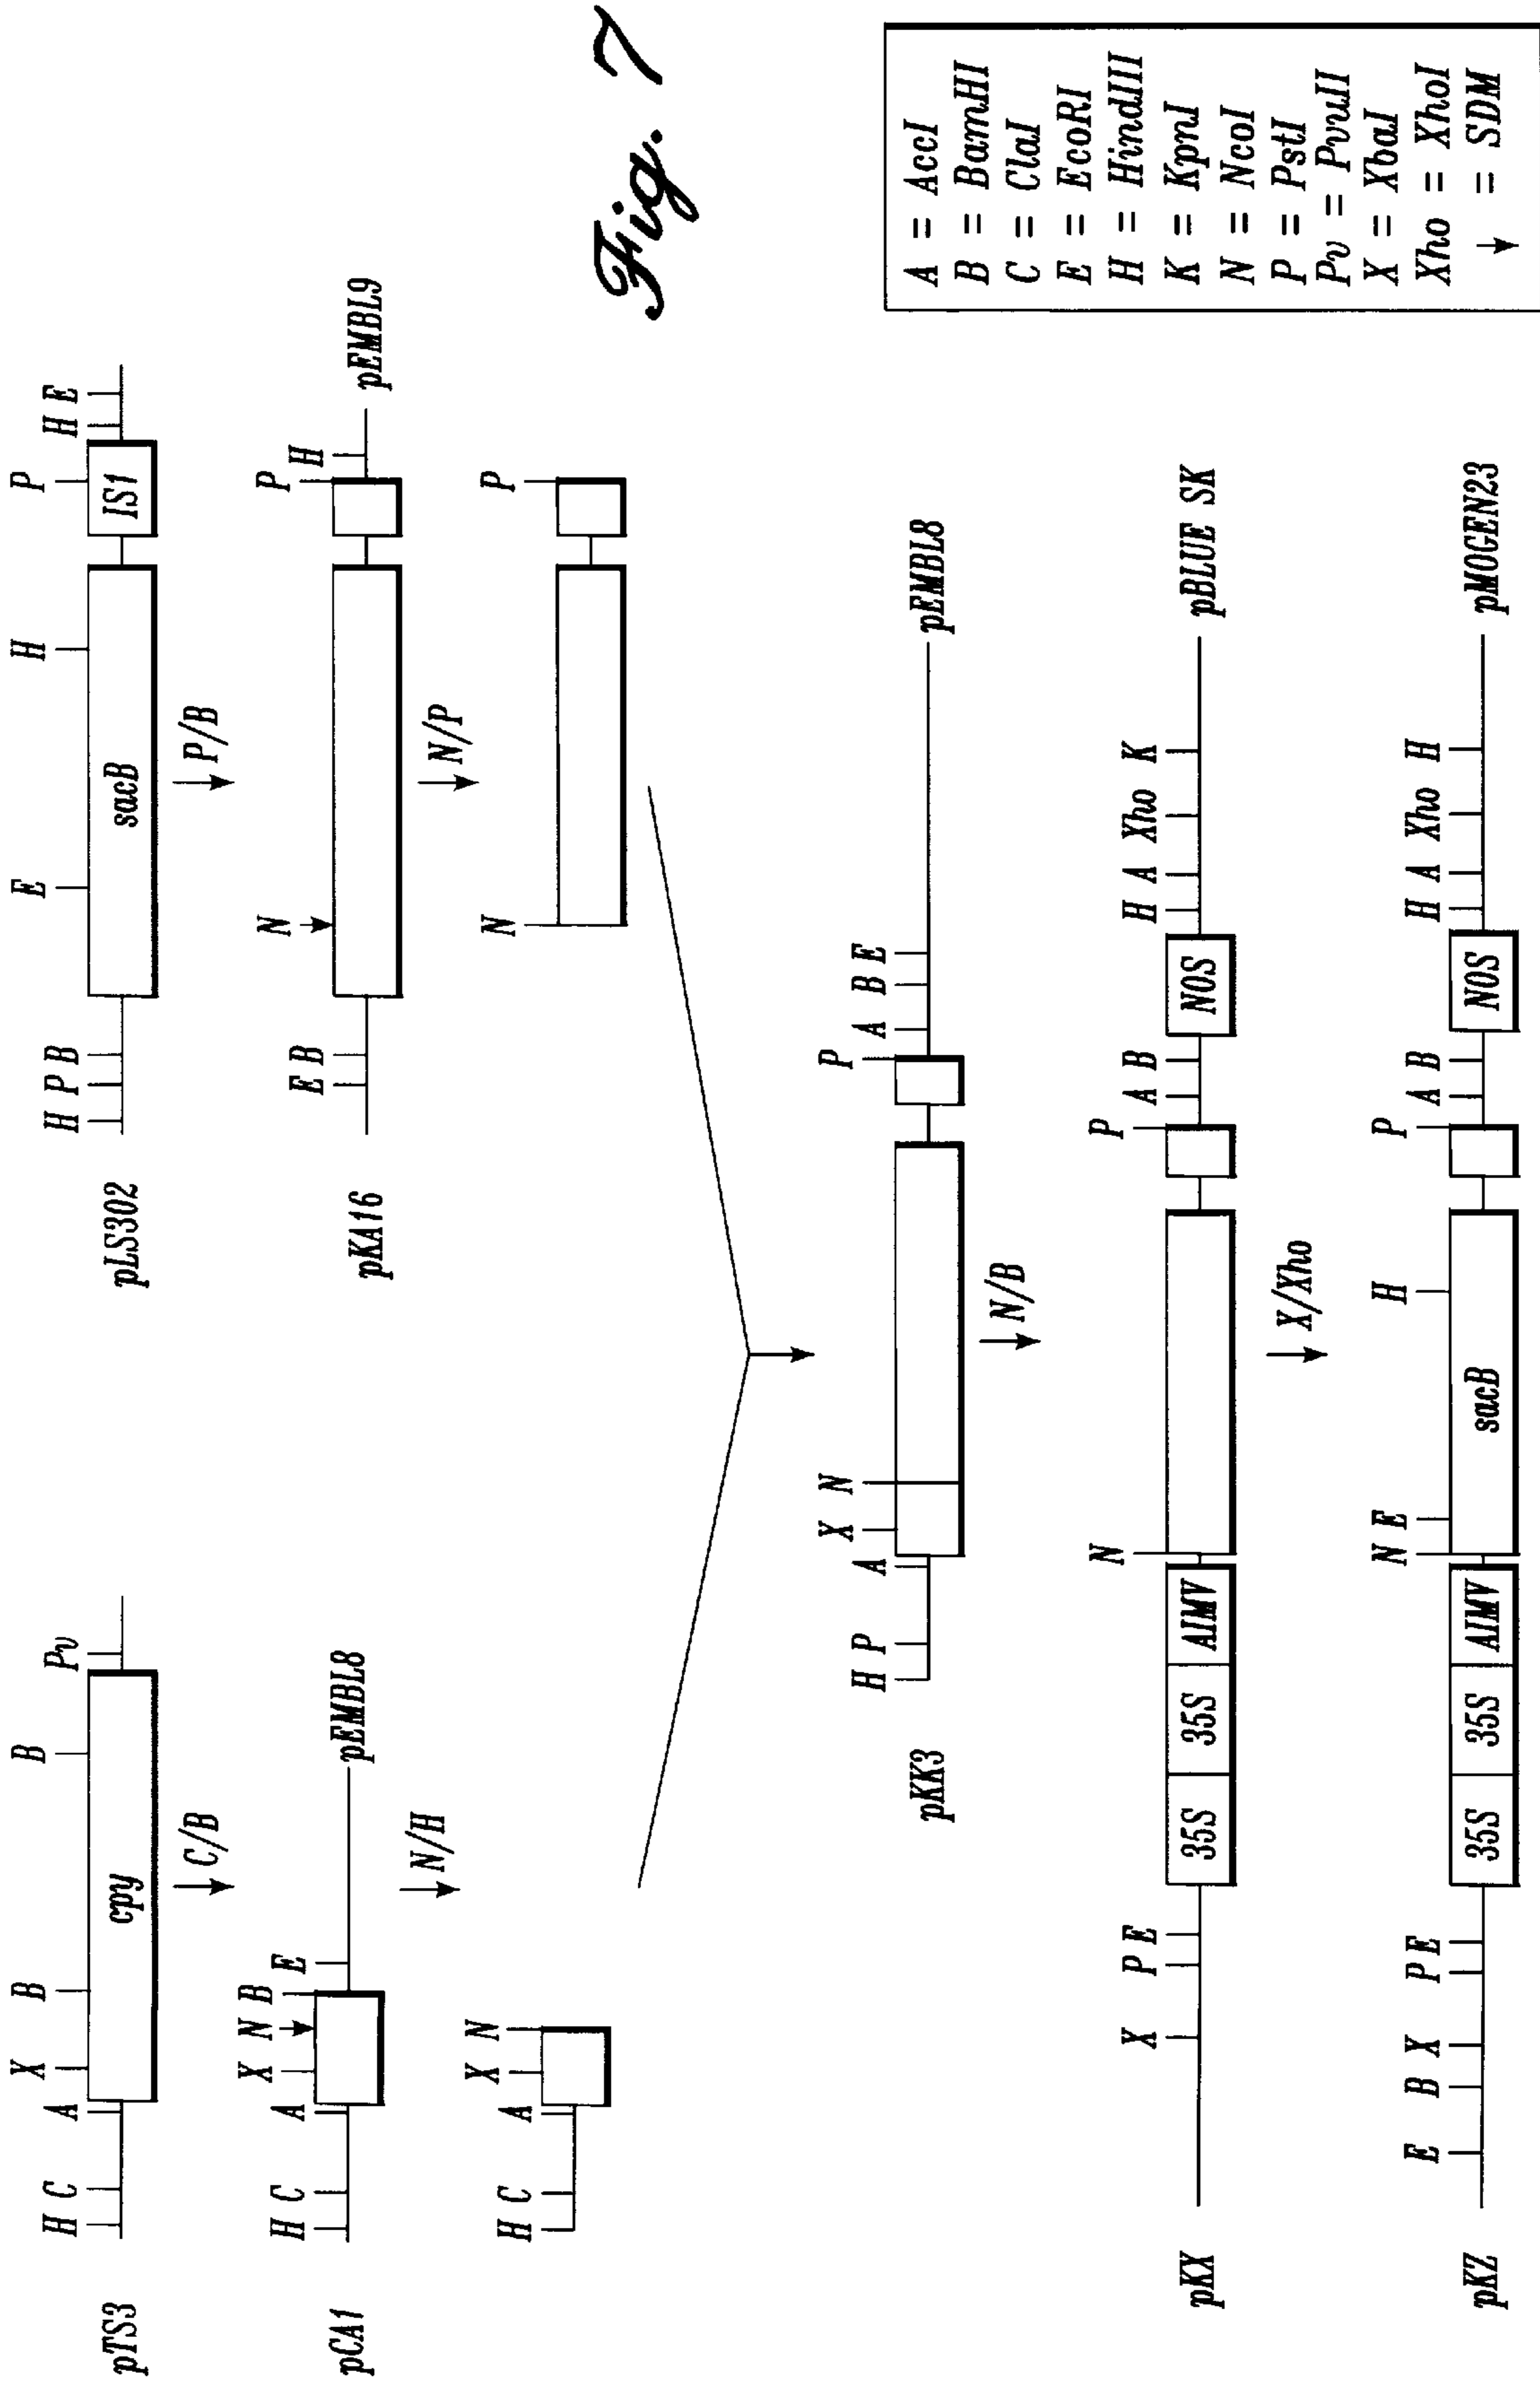 H C A X B B Pv
pTS3
cpy
C/B
H C A X N B E
pCA1
pEMBL8
N/H
H C A X N
H P B E H P H E
pLS302
sacB
IS1
P/B
E B N P H
pKA16
pEMBL9
N/P
N P
H P A X N P A B E
pKK3
pEMBL8
N/B
X P E N P A B H A Xho K
pKX
35S 35S AIMV
NOS
pBLUE SK
X/Xho
E B X P E N E H P A B H A Xho H
pKZ
35S 35S AIMV
sacB
NOS
pMOGEN23
Fig. 7
A = AccI
B = BamHI
C = ClaI
E = EcoRI
H = HindIII
K = KpnI
N = NcoI
P = PstI
Pv = PvuII
X = XbaI
Xho = XhoI
↓ = SDM